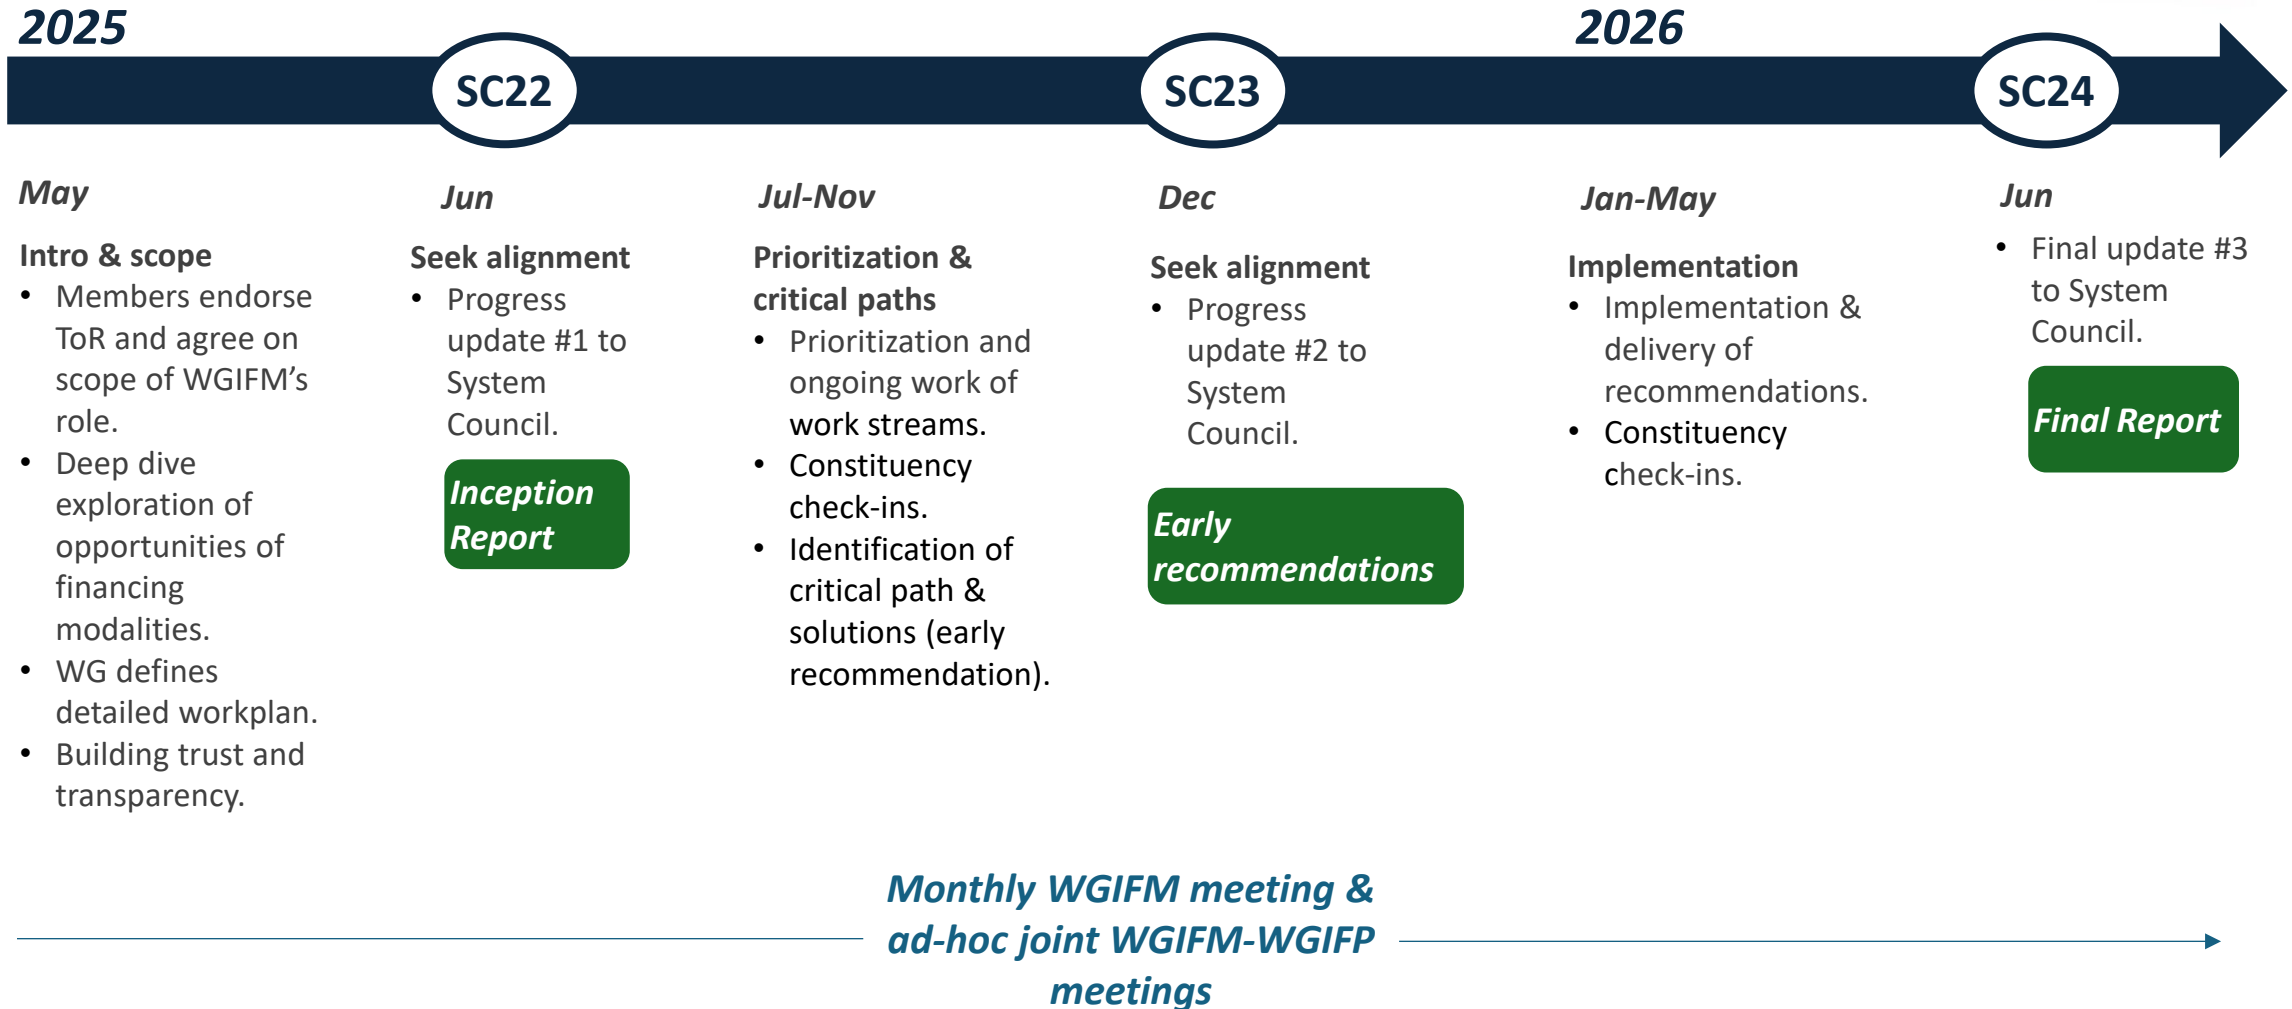 2025
2026
SC22
SC23
SC24
May
Intro & scope
• Members endorse
ToR and agree on
scope of WGIFM's
role.
• Deep dive
exploration of
opportunities of
financing
modalities.
• WG defines
detailed workplan.
• Building trust and
transparency.
Jun
Seek alignment
• Progress
update #1 to
System
Council.
Inception
Report
Jul-Nov
Prioritization &
critical paths
• Prioritization and
ongoing work of
work streams.
• Constituency
check-ins.
• Identification of
critical path &
solutions (early
recommendation).
Dec
Seek alignment
• Progress
update #2 to
System
Council.
Early
recommendations
Jan-May
Implementation
• Implementation &
delivery of
recommendations.
• Constituency
check-ins.
Jun
• Final update #3
to System
Council.
Final Report
Monthly WGIFM meeting &
ad-hoc joint WGIFM-WGIFP
meetings